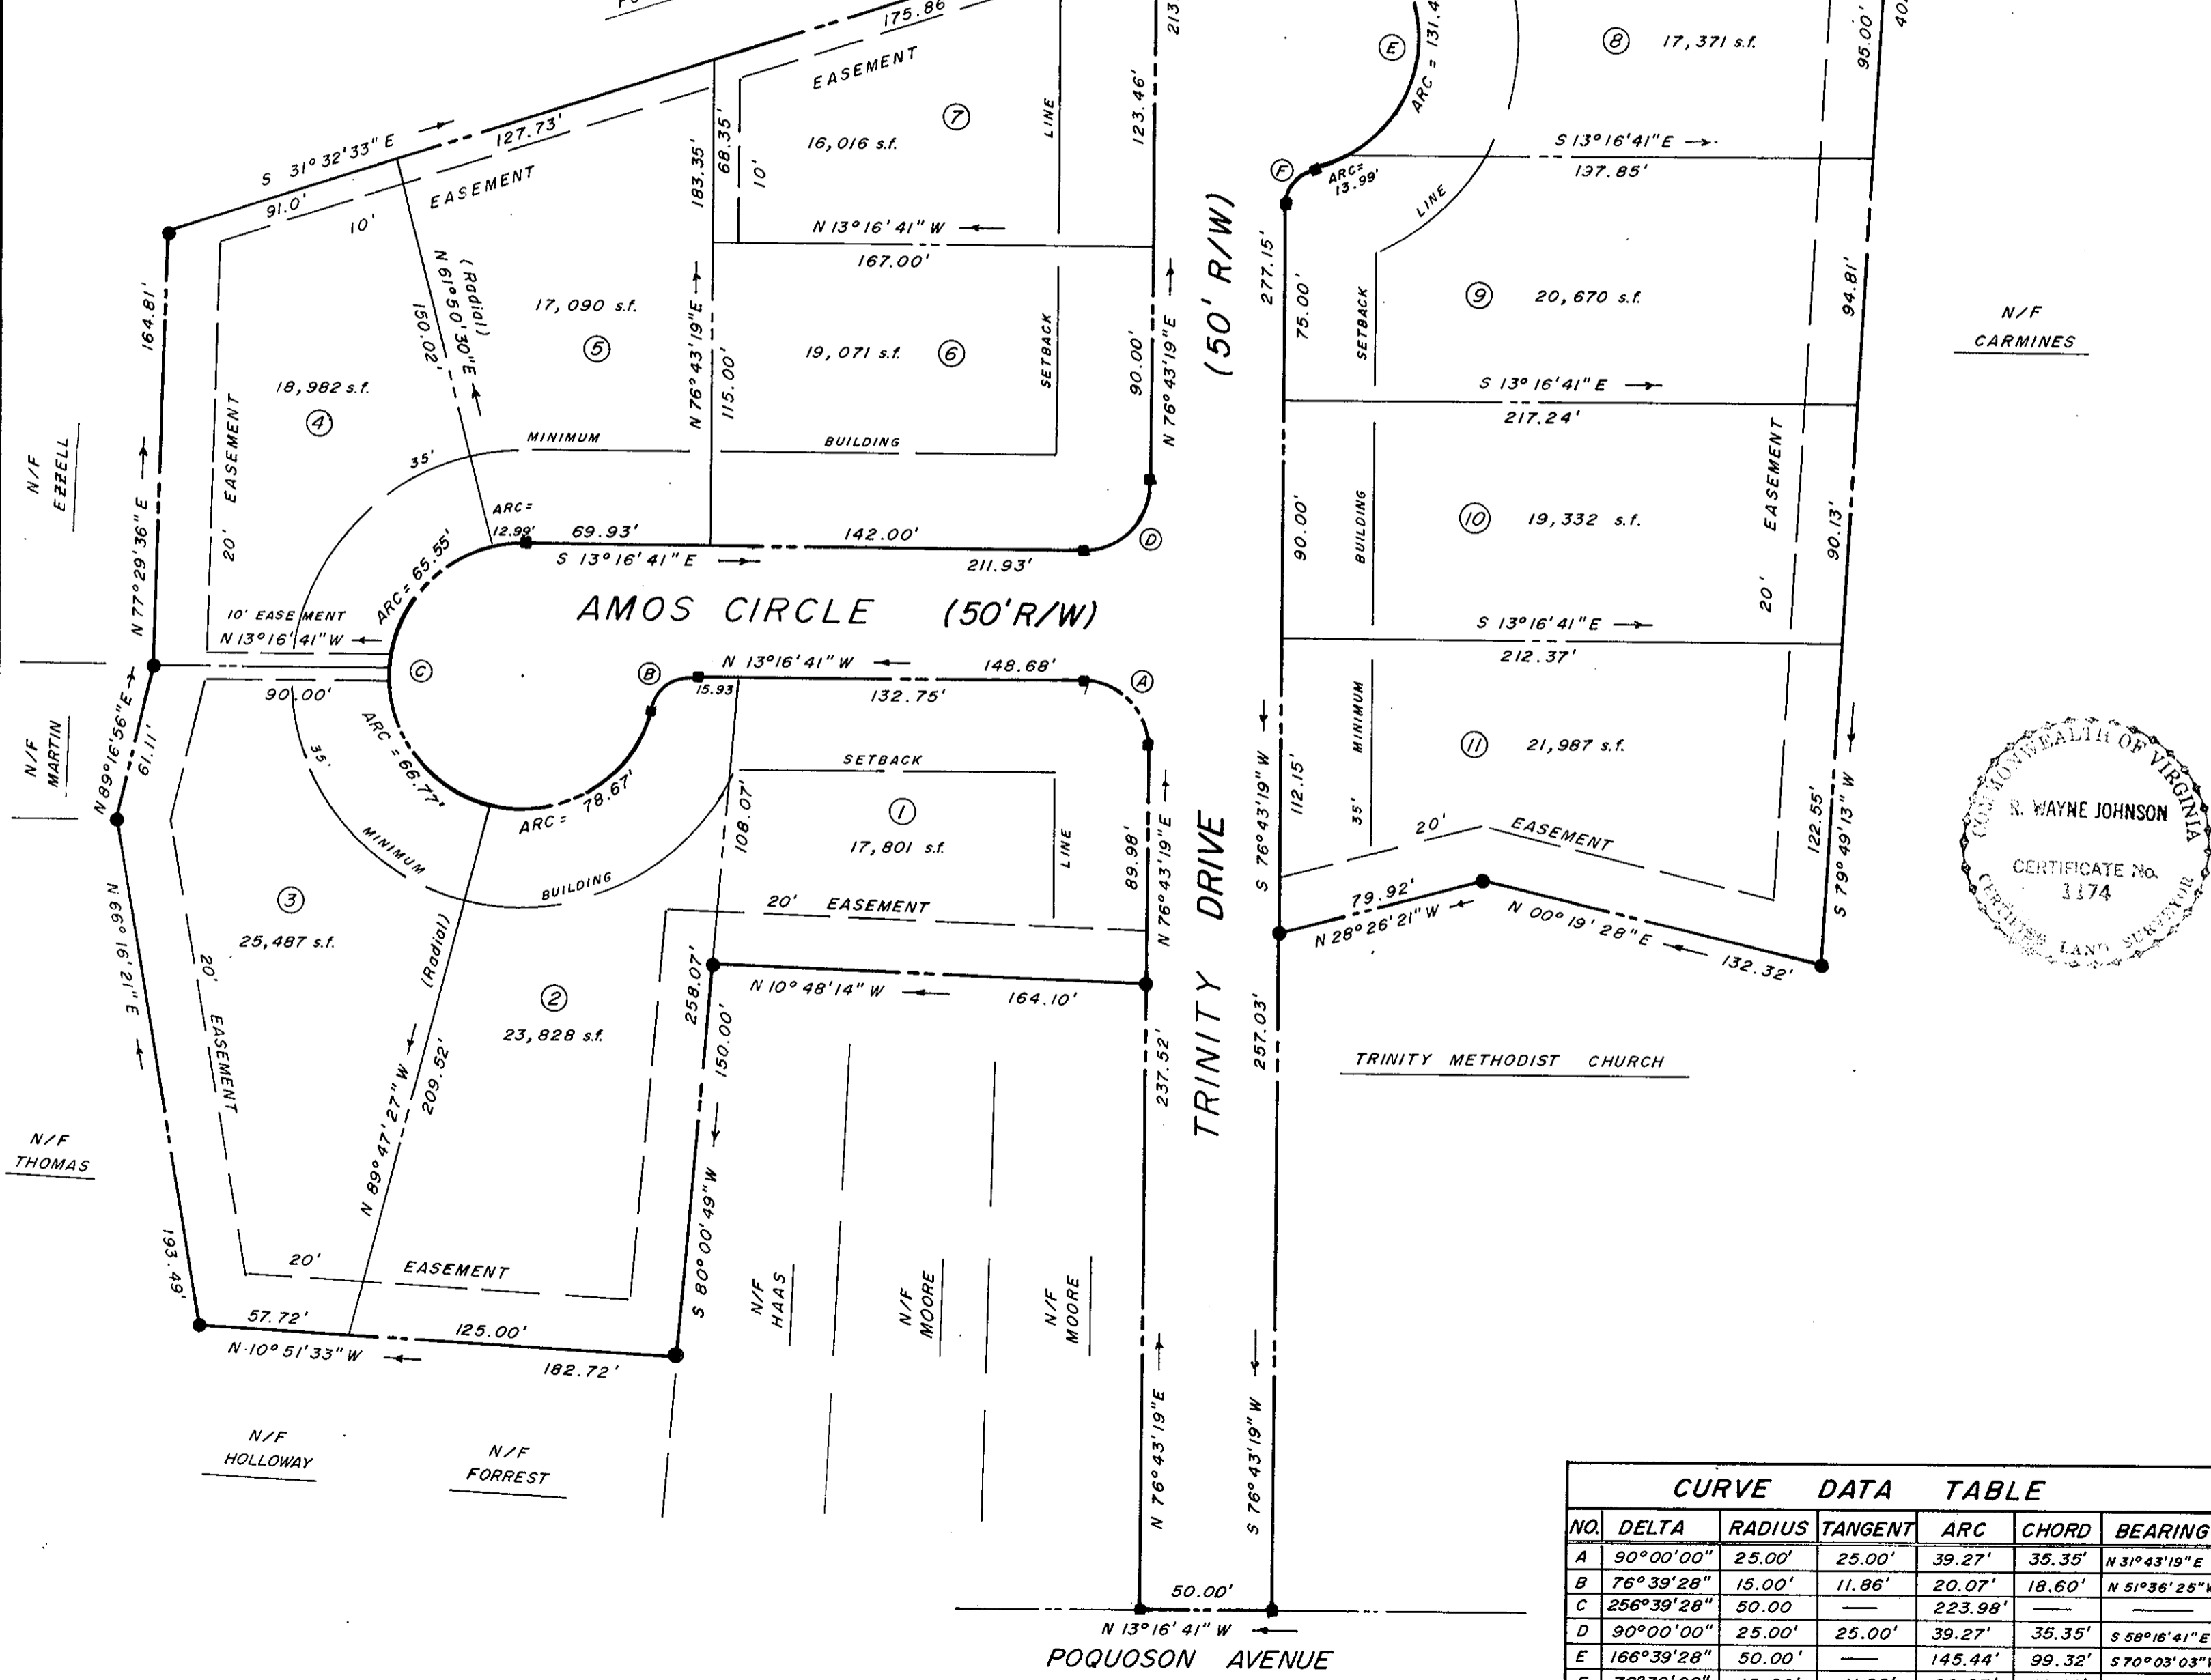 175.86
EASEMENT
S 31° 32' 33" E
127.73'
91.0'
10'
EASEMENT
183.35'
68.35'
10'
7
16,016 s.f.
LINE
123.46'
213
E
ARC = 131.4
8 17,371 s.f.
95.00'
40
S 13° 16' 41" E
137.85'
F
ARC=
13.99'
LINE
N 13° 16' 41" W
167.00'
164.81'
(Radial)
N 61° 50' 30" E
150.02'
17,090 s.f.
5
N 76° 43' 19" E
115.00'
19,071 s.f. 6
SETBACK
90.00'
N 76° 43' 19" E
(50' R/W)
277.15'
75.00'
SETBACK
9 20,670 s.f.
94.81'
N/F
CARMINES
18,982 s.f.
4
EASEMENT
20'
S 13° 16' 41" E
217.24'
N/F
EZZELL
35'
MINIMUM
BUILDING
N 77° 29' 36" E
ARC=
12.99'
69.93'
142.00'
S 13° 16' 41" E
211.93'
D
ARC = 65.55'
90.00'
BUILDING
10 19,332 s.f.
EASEMENT
20'
90.13'
AMOS CIRCLE (50' R/W)
10' EASEMENT
N 13° 16' 41" W
90.00'
C
B
N 13° 16' 41" W
148.68'
15.93
132.75'
A
S 13° 16' 41" E
212.37'
N/F
MARTIN
N 89° 16' 56" E
61.11'
35'
ARC = 66.77'
ARC = 78.67'
MINIMUM
BUILDING
108.07'
SETBACK
1
17,801 s.f.
LINE
89.98'
N 76° 43' 19" E
20' EASEMENT
S 76° 43' 19" W
112.15'
35' MINIMUM
11 21,987 s.f.
20' EASEMENT
122.55'
S 79° 49' 13" W
79.92'
N 28° 26' 21" W
N 00° 19' 28" E
132.32'
COMMONWEALTH OF VIRGINIA
R. WAYNE JOHNSON
CERTIFICATE No.
1174
CERTIFIED LAND SURVEYOR
N 66° 16' 21" E
193.49'
3
25,487 s.f.
20'
EASEMENT
(Radial)
N 89° 47' 27" W
209.52'
2
23,828 s.f.
258.07'
150.00'
S 80° 00' 49" W
N 10° 48' 14" W
164.10'
237.52'
TRINITY DRIVE
257.03'
TRINITY METHODIST CHURCH
N/F
THOMAS
20'
EASEMENT
57.72'
125.00'
N 10° 51' 33" W
182.72'
N/F
HAAS
N/F
MOORE
N/F
MOORE
N/F
HOLLOWAY
N/F
FORREST
N 76° 43' 19" E
S 76° 43' 19" W
50.00'
N 13° 16' 41" W
POQUOSON AVENUE
CURVE DATA TABLE
NO. DELTA RADIUS TANGENT ARC CHORD BEARING
A 90°00'00" 25.00' 25.00' 39.27' 35.35' N 31° 43' 19" E
B 76°39'28" 15.00' 11.86' 20.07' 18.60' N 51° 36' 25" W
C 256°39'28" 50.00 — 223.98' — —
D 90°00'00" 25.00' 25.00' 39.27' 35.35' S 58° 16' 41" E
E 166°39'28" 50.00' — 145.44' 99.32' S 70° 03' 03"